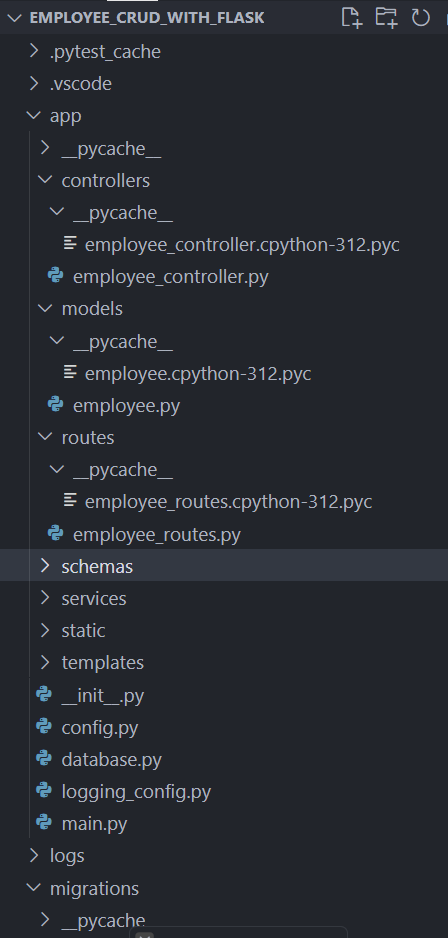 EMPLOYEE_CRUD_WITH_FLASK
.pytest_cache
.vscode
app
__pycache__
controllers
__pycache__
employee_controller.cpython-312.pyc
employee_controller.py
models
__pycache__
employee.cpython-312.pyc
employee.py
routes
__pycache__
employee_routes.cpython-312.pyc
employee_routes.py
schemas
services
static
templates
__init__.py
config.py
database.py
logging_config.py
main.py
logs
migrations
__pycache__